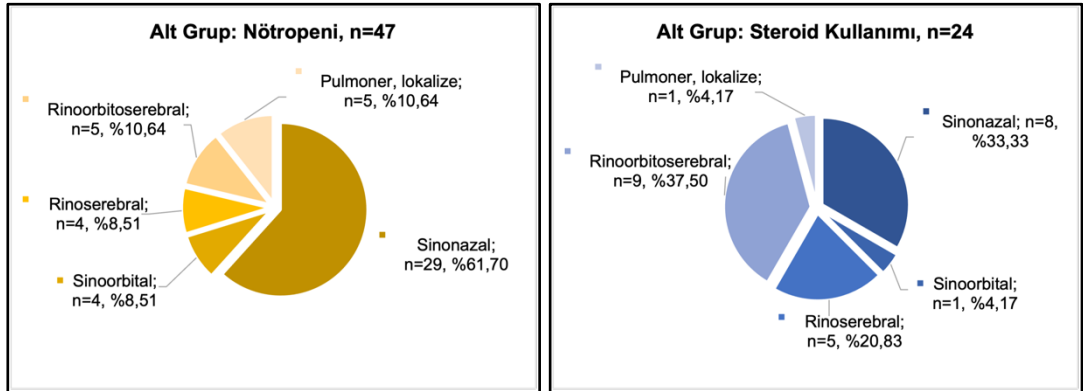 Alt Grup: Nötropeni, n=47
Pulmoner, lokalize;
n=5, %10,64
Rinoorbitoserebral;
n=5, %10,64
Rinoserebral;
n=4, %8,51
Sinoorbital;
n=4, %8,51
Sinonazal;
n=29, %61,70
Alt Grup: Steroid Kullanımı, n=24
Pulmoner, lokalize;
n=1, %4,17
Sinonazal; n=8,
%33,33
Rinoorbitoserebral;
n=9, %37,50
Sinoorbital;
n=1, %4,17
Rinoserebral;
n=5, %20,83